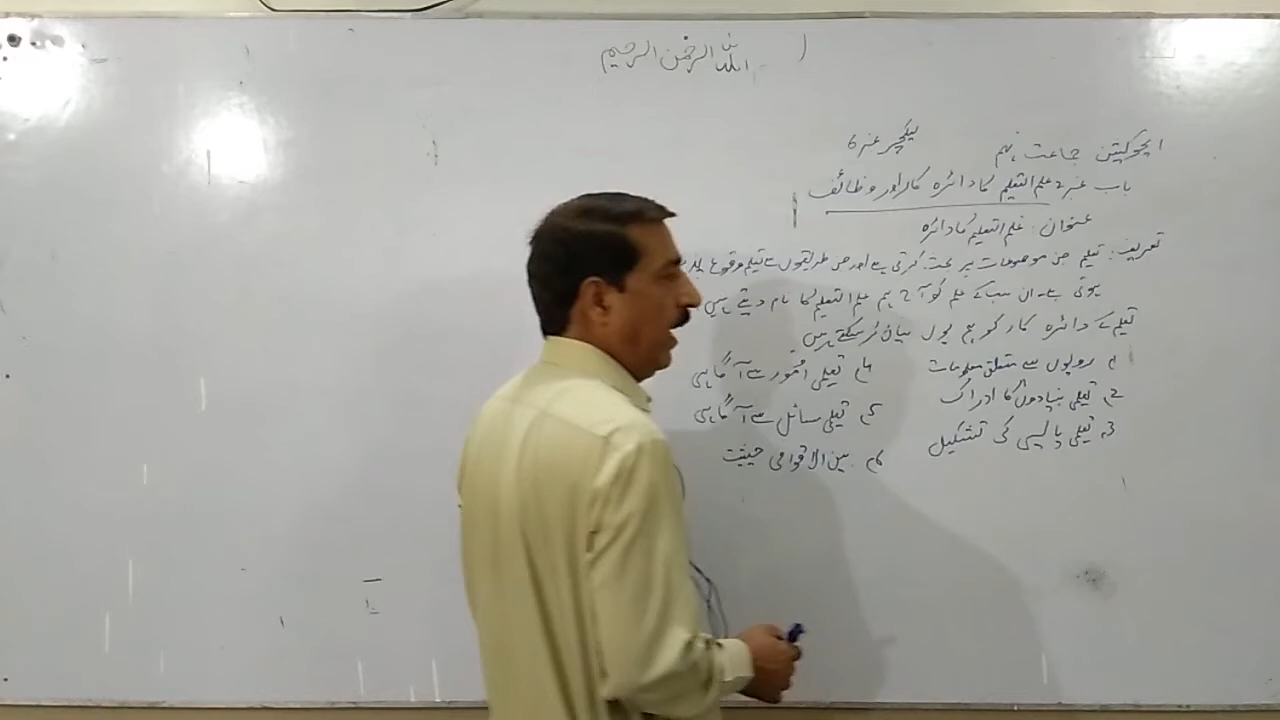 اللہ الرحمن الرحیم
ایجوکیشن جماعت نہم لیکچر نمبر 6
باب نمبر 2 علم التعلیم کا دائرہ کار اور وظائف
عنوان: علم التعلیم کا دائرہ
تعریف: تعلیم جن موضوعات پر بحث کرتی ہے اور جن طریقوں سے تعلیم وقوع پذیر
ہوتی ہے۔ ان سب کے علم کو ہم علم التعلیم کا نام دیتے ہیں
تعلیم کے دائرہ کار کو ہم یوں بیان کر سکتے ہیں
1۔ رویوں سے متعلق معلومات 4۔ تعلیمی امور سے آگاہی
2۔ تعلیمی بنیادوں کا ادراک 5۔ تعلیمی مسائل سے آگاہی
3۔ تعلیمی پالیسی کی تشکیل 6۔ بین الاقوامی حیثیت